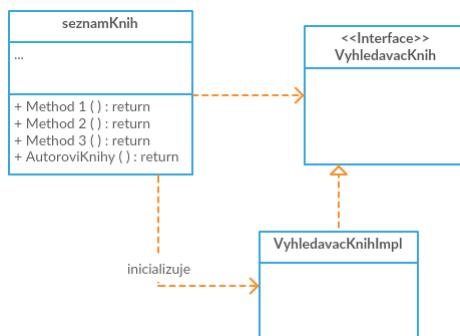 seznamKnih
...
+ Method 1 ( ) : return
+ Method 2 ( ) : return
+ Method 3 ( ) : return
+ AutoroviKnihy ( ) : return
<<Interface>>
VyhledavacKnih
VyhledavacKnihImpl
inicializuje